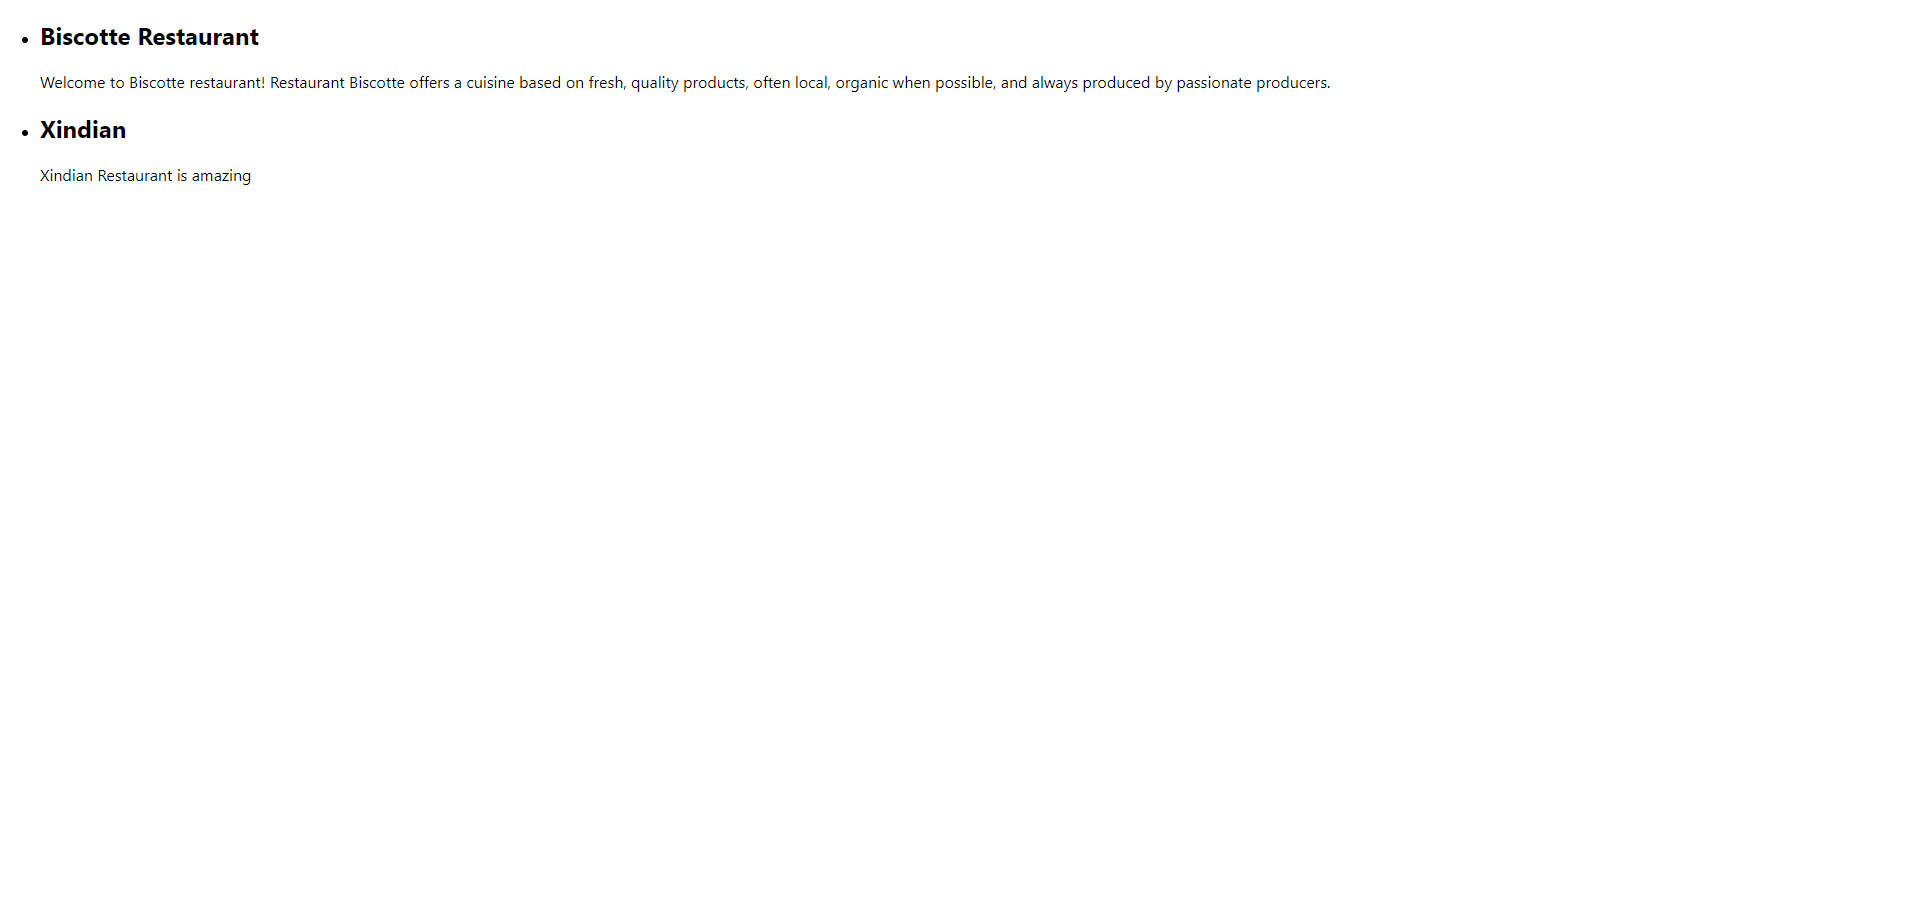 Biscotte Restaurant
Welcome to Biscotte restaurant! Restaurant Biscotte offers a cuisine based on fresh, quality products, often local, organic when possible, and always produced by passionate producers.
Xindian
Xindian Restaurant is amazing